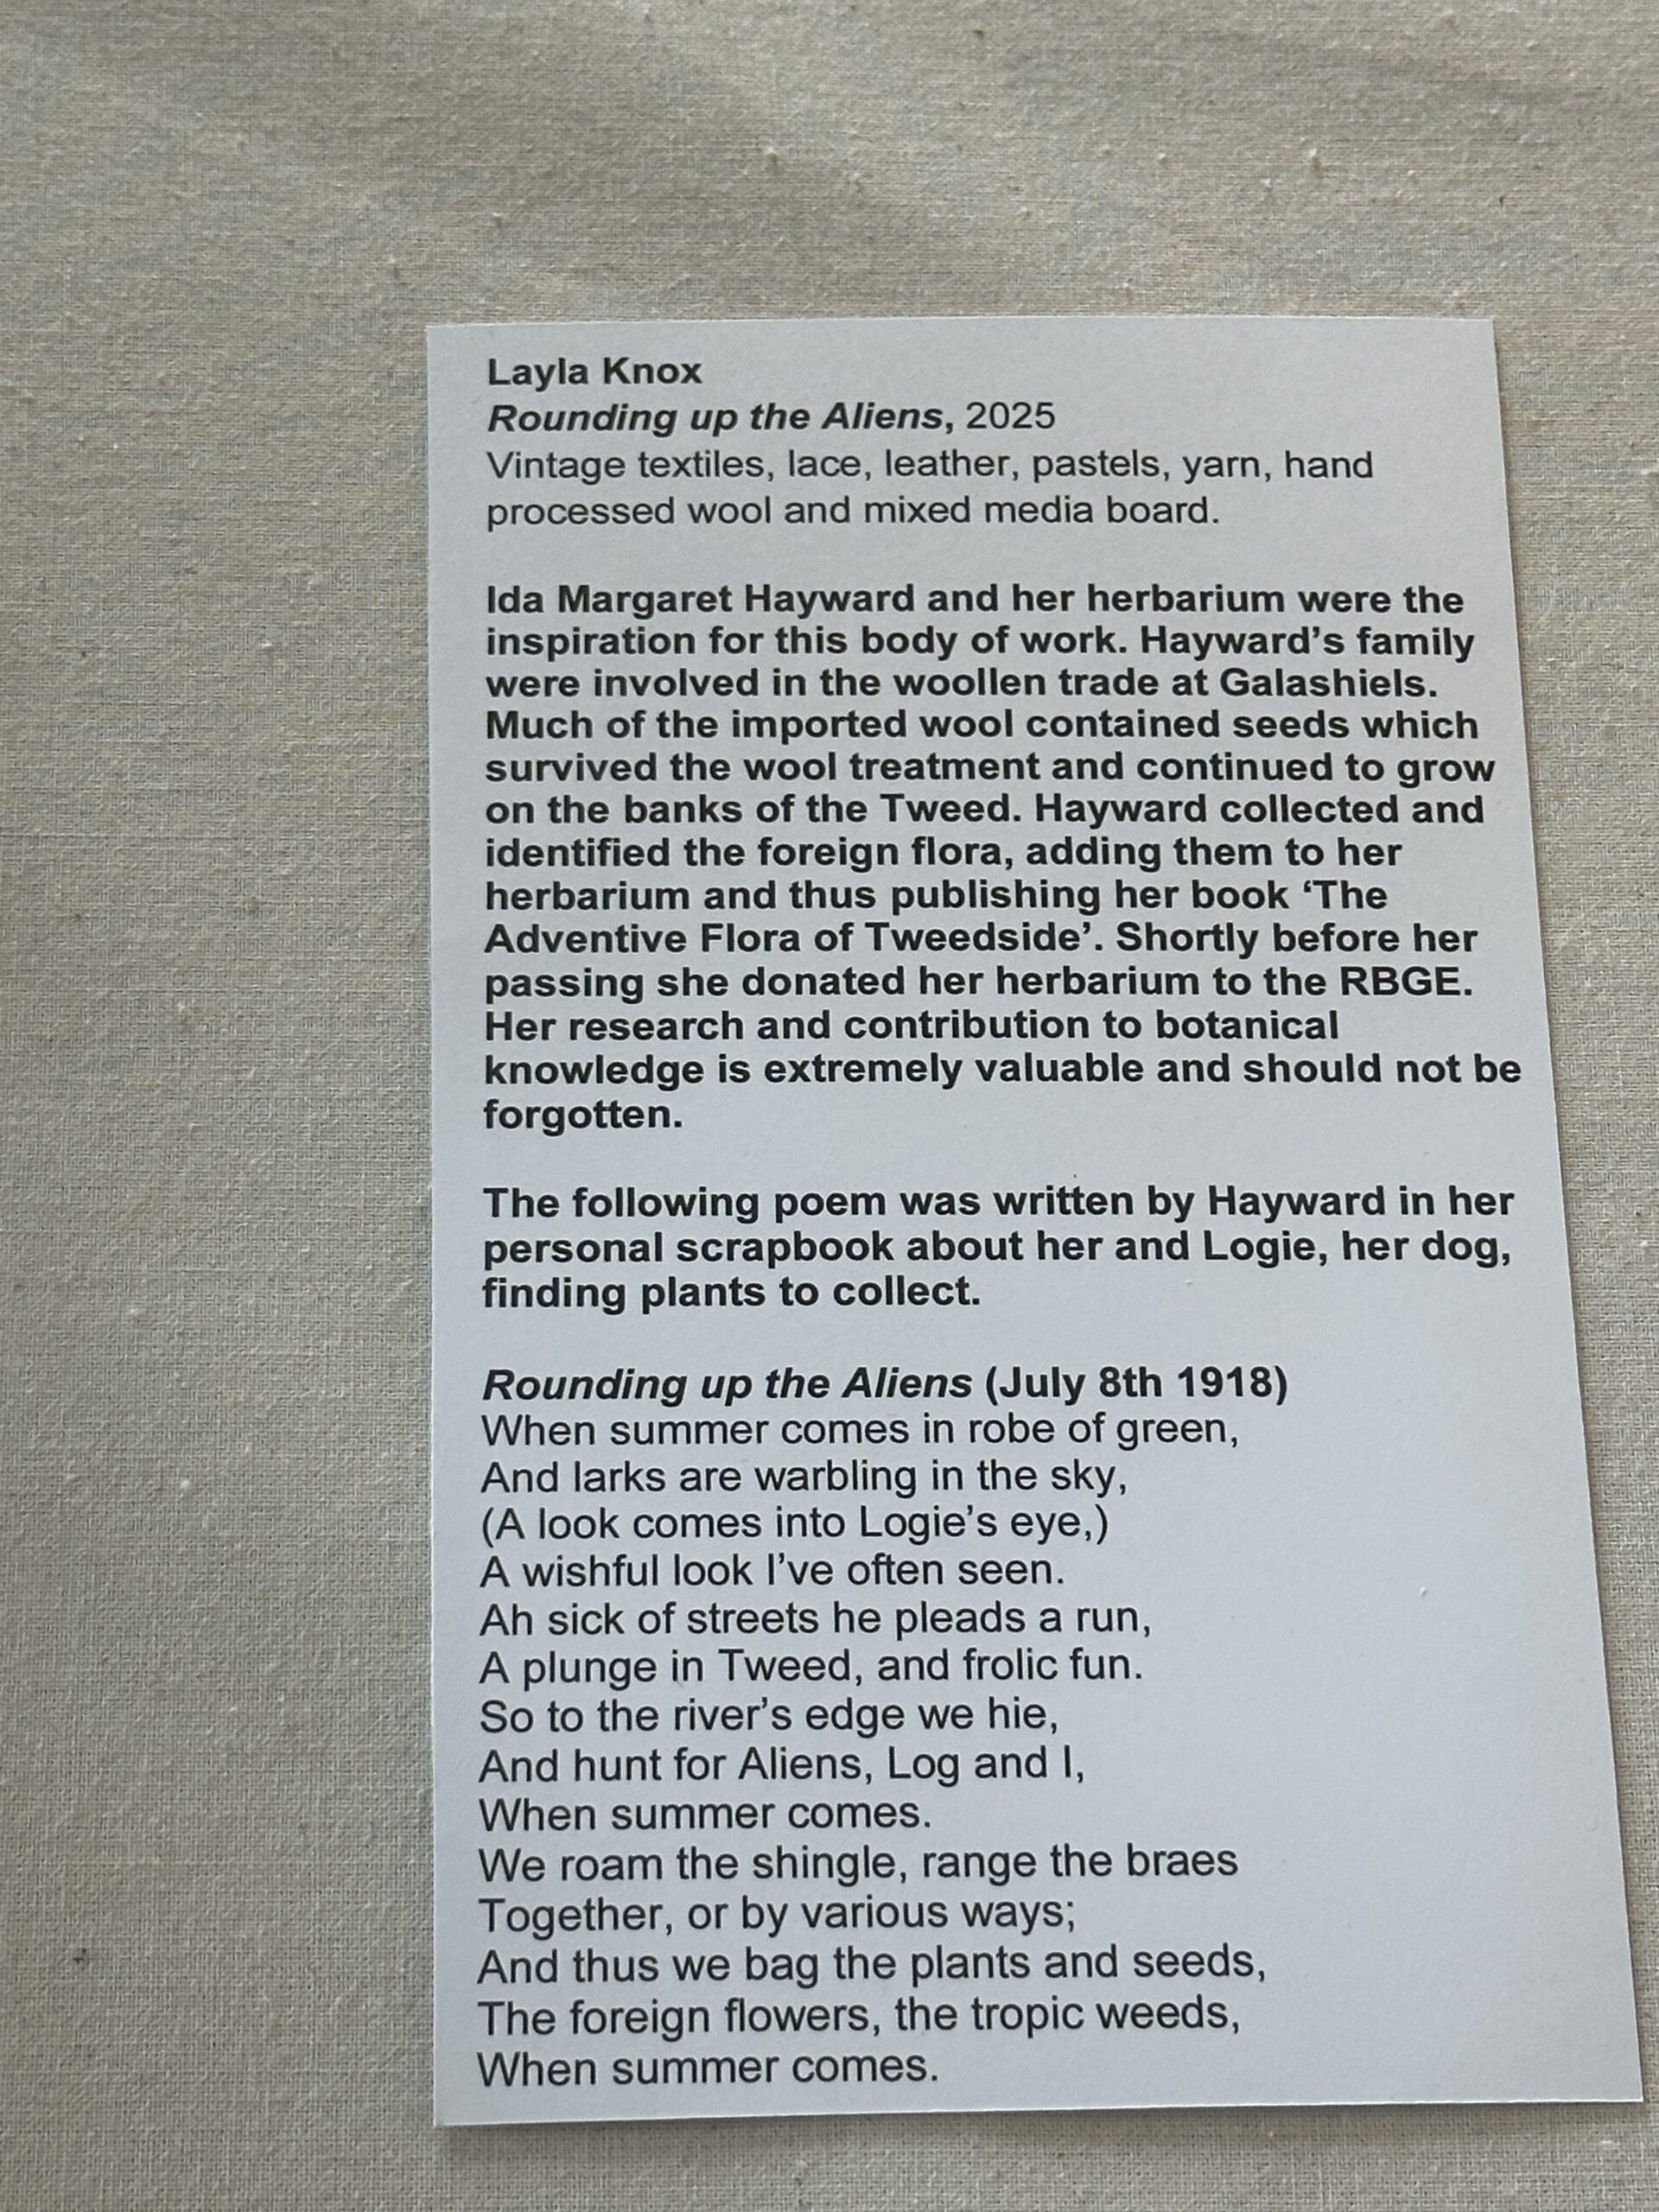 Layla Knox
Rounding up the Aliens, 2025
Vintage textiles, lace, leather, pastels, yarn, hand
processed wool and mixed media board.
Ida Margaret Hayward and her herbarium were the
inspiration for this body of work. Hayward’s family
were involved in the woollen trade at Galashiels.
Much of the imported wool contained seeds which
survived the wool treatment and continued to grow
on the banks of the Tweed. Hayward collected and
identified the foreign flora, adding them to her
herbarium and thus publishing her book ‘The
Adventive Flora of Tweedside’. Shortly before her
passing she donated her herbarium to the RBGE.
Her research and contribution to botanical
knowledge is extremely valuable and should not be
forgotten.
The following poem was written by Hayward in her
personal scrapbook about her and Logie, her dog,
finding plants to collect.
Rounding up the Aliens (July 8th 1918)
When summer comes in robe of green,
And larks are warbling in the sky,
(A look comes into Logie’s eye,)
A wishful look I’ve often seen.
Ah sick of streets he pleads a run,
A plunge in Tweed, and frolic fun.
So to the river’s edge we hie,
And hunt for Aliens, Log and I,
When summer comes.
We roam the shingle, range the braes
Together, or by various ways;
And thus we bag the plants and seeds,
The foreign flowers, the tropic weeds,
When summer comes.